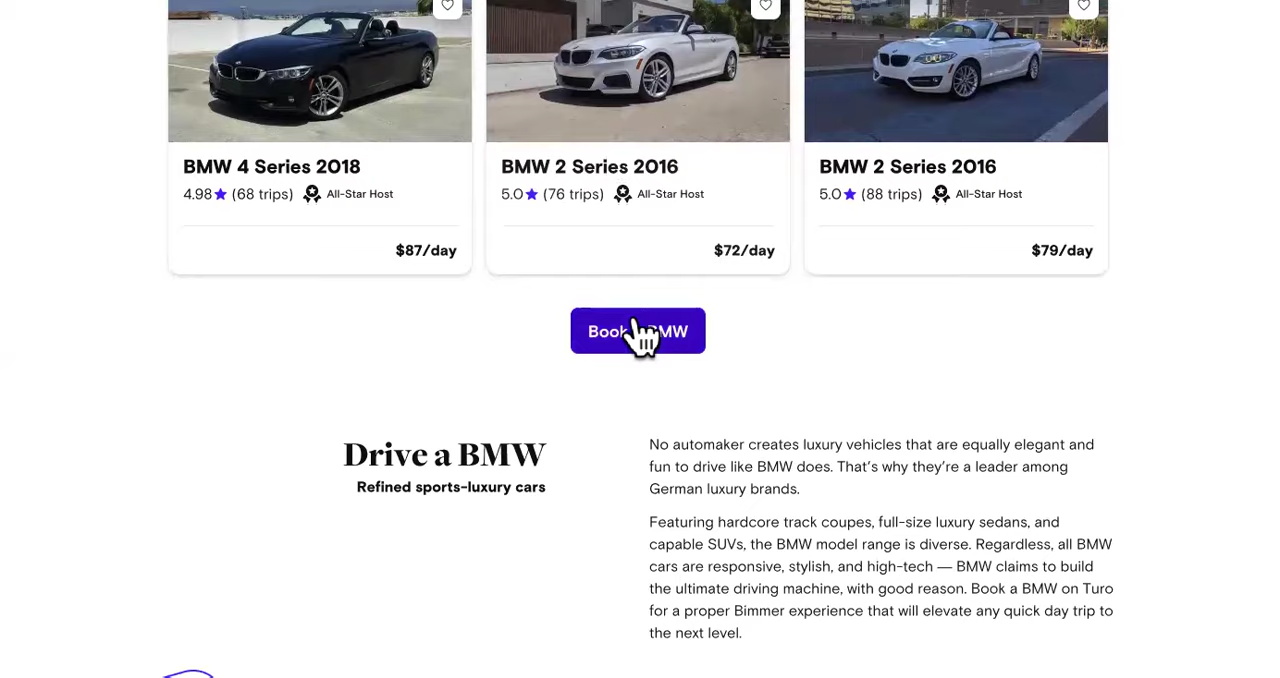 BMW 4 Series 2018
4.98★ (68 trips) All-Star Host
$87/day
BMW 2 Series 2016
5.0★ (76 trips) All-Star Host
$72/day
BMW 2 Series 2016
5.0★ (88 trips) All-Star Host
$79/day
Book BMW
Drive a BMW
Refined sports-luxury cars
No automaker creates luxury vehicles that are equally elegant and
fun to drive like BMW does. That’s why they’re a leader among
German luxury brands.
Featuring hardcore track coupes, full-size luxury sedans, and
capable SUVs, the BMW model range is diverse. Regardless, all BMW
cars are responsive, stylish, and high-tech — BMW claims to build
the ultimate driving machine, with good reason. Book a BMW on Turo
for a proper Bimmer experience that will elevate any quick day trip to
the next level.